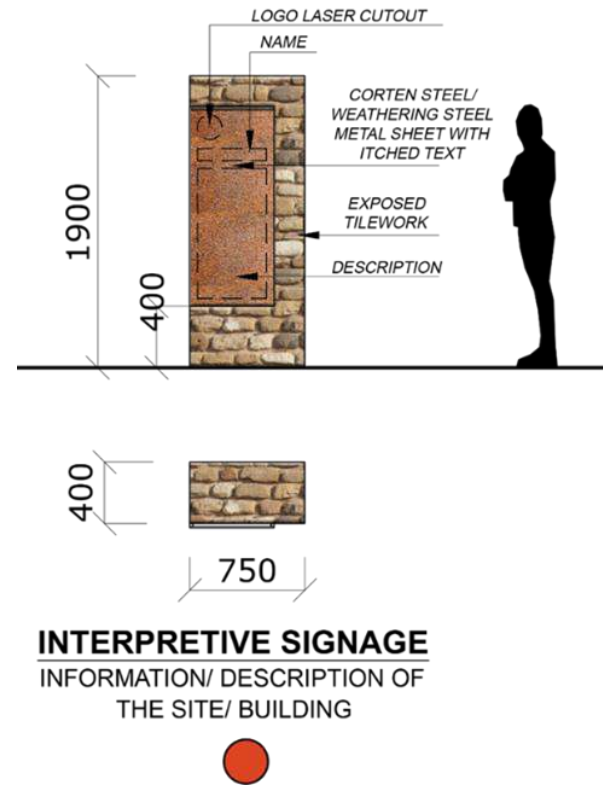 LOGO LASER CUTOUT
NAME
CORTEN STEEL/
WEATHERING STEEL
METAL SHEET WITH
ITCHED TEXT
EXPOSED
TILEWORK
DESCRIPTION
1900
400
400
750
INTERPRETIVE SIGNAGE
INFORMATION/ DESCRIPTION OF
THE SITE/ BUILDING